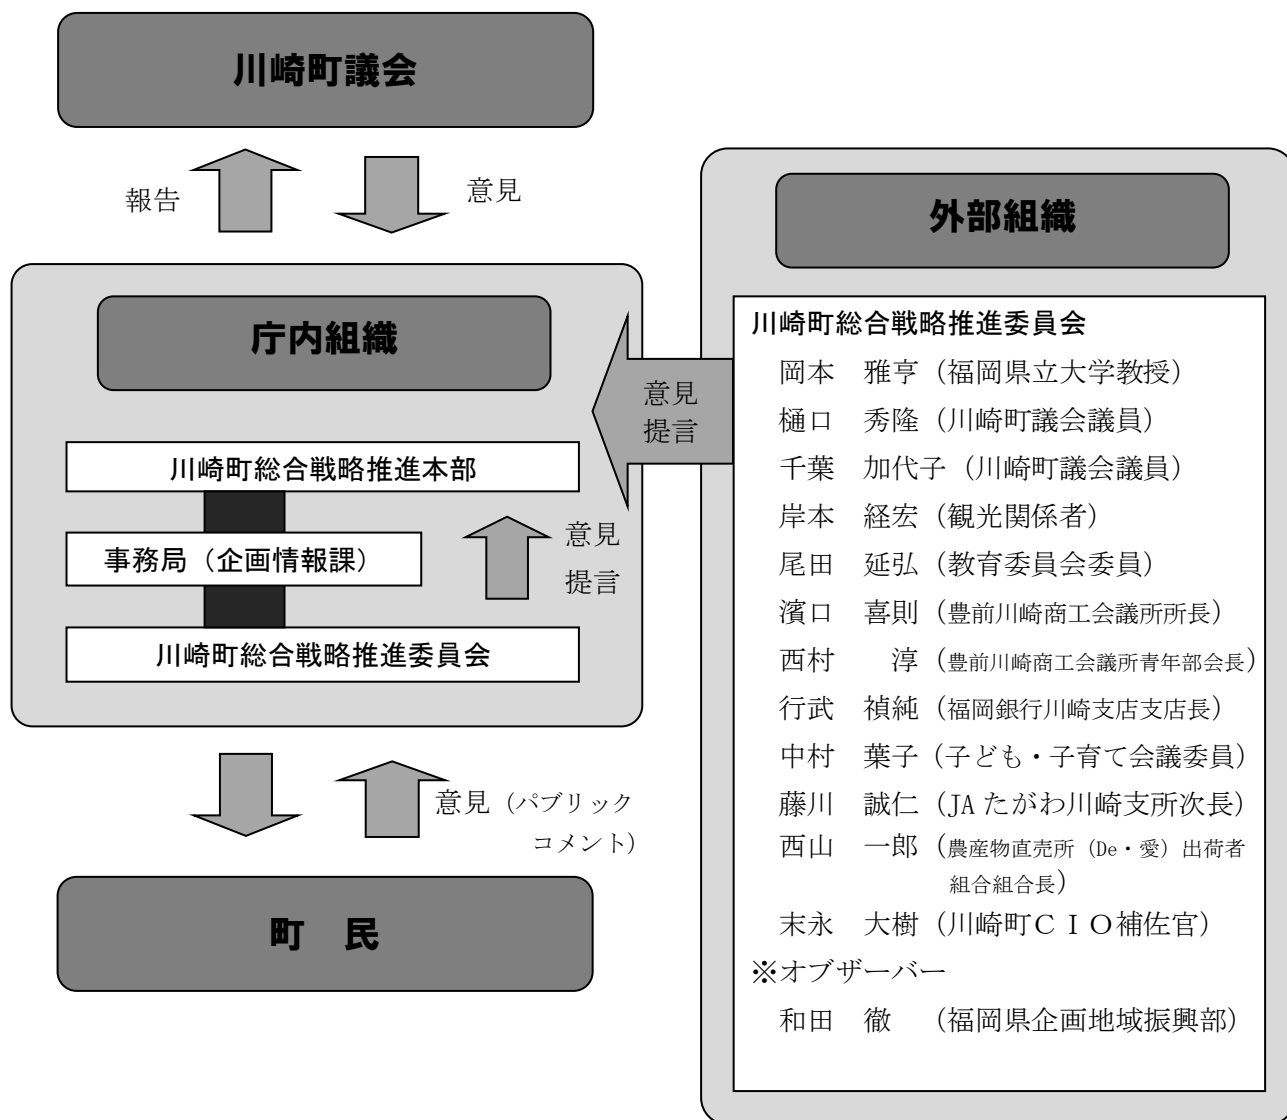 川崎町議会
報告
意見
庁内組織
川崎町総合戦略推進本部
事務局（企画情報課）
意見
提言
川崎町総合戦略推進委員会
意見（パブリック
コメント）
町　民
意見
提言
外部組織
川崎町総合戦略推進委員会
岡本　雅亨（福岡県立大学教授）
樋口　秀隆（川崎町議会議員）
千葉　加代子（川崎町議会議員）
岸本　経宏（観光関係者）
尾田　延弘（教育委員会委員）
濱口　喜則（豊前川崎商工会議所所長）
西村　　淳（豊前川崎商工会議所青年部会長）
行武　禎純（福岡銀行川崎支店支店長）
中村　葉子（子ども・子育て会議委員）
藤川　誠仁（JAたがわ川崎支所次長）
西山　一郎（農産物直売所（De・愛）出荷者
組合組合長）
末永　大樹（川崎町ＣＩＯ補佐官）
※オブザーバー
和田　徹　（福岡県企画地域振興部）